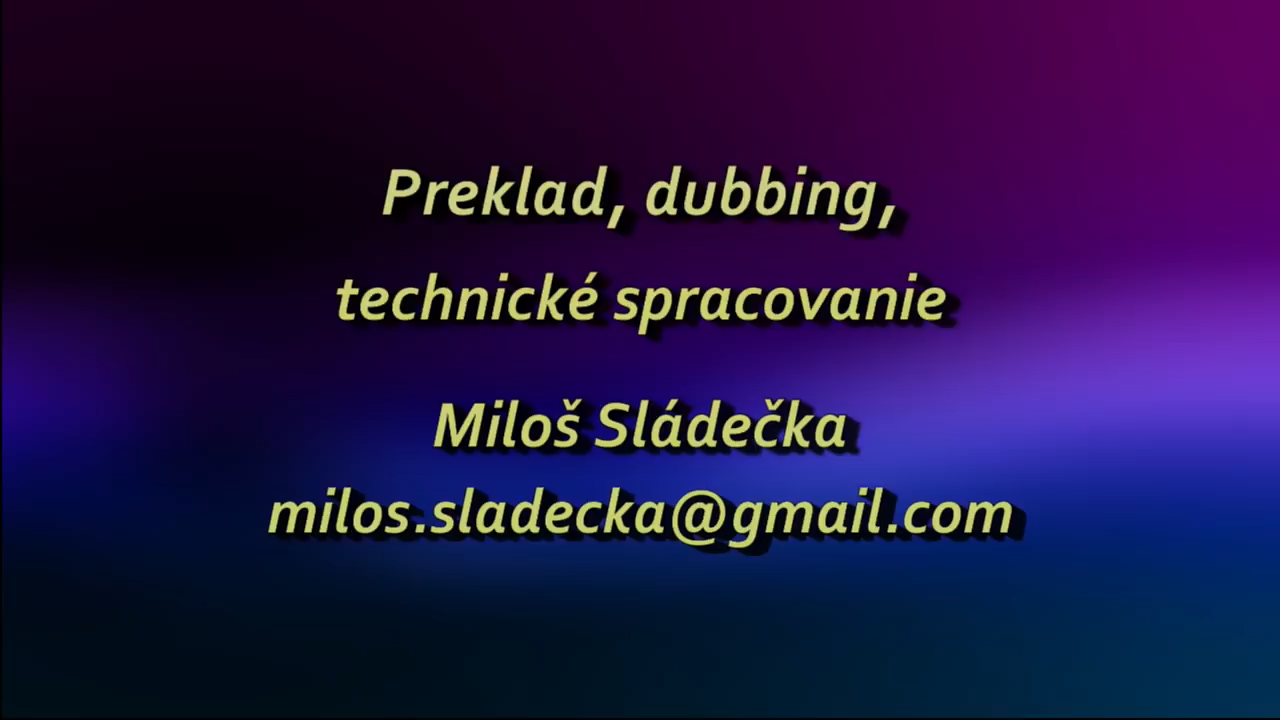 Preklad, dubbing,
technické spracovanie
Miloš Sládečka
milos.sladecka@gmail.com